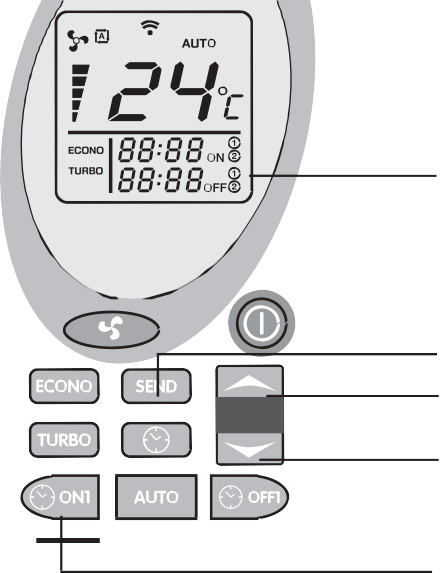 A
AUTO
24°C
ECONO 88:88 ON 1 2
TURBO 88:88 OFF 1 2
ECONO SEND
TURBO
ON1 AUTO OFF1